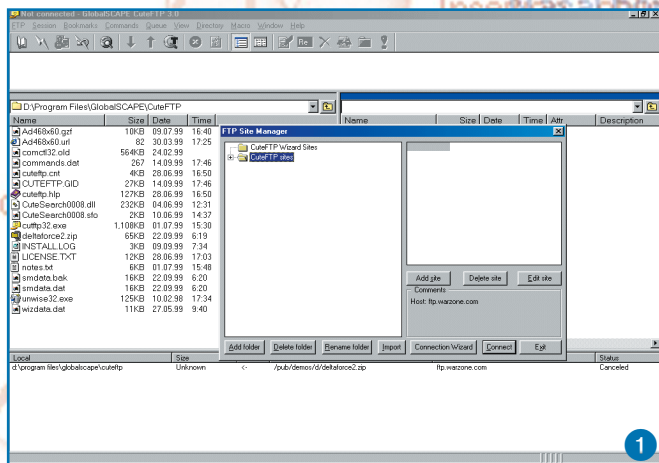 Not connected - GlobalSCAPE CuteFTP 3.0
FTP Session Bookmarks Commands Queue View Directory Macro Window Help
D:\Program Files\GlobalSCAPE\CuteFTP
Name Size Date Time Name Size Date Time Attr Description
Ad468x60.gzf 10KB 09.07.99 16:40
Ad468x60.url 82 30.03.99 17:25
comctl32.old 564KB 24.02.99
commands.dat 267 14.09.99 17:46
cuteftp.cnt 4KB 28.06.99 16:50
CUTEFTP.GID 27KB 14.09.99 17:46
cuteftp.hlp 127KB 28.06.99 16:50
CuteSearch0008.dll 232KB 04.06.99 12:31
CuteSearch0008.sfo 2KB 10.06.99 14:37
cutftp32.exe 1,108KB 01.07.99 15:30
deltaforce2.zip 65KB 22.09.99 6:19
INSTALL.LOG 3KB 09.09.99 7:34
LICENSE.TXT 12KB 28.06.99 17:03
notes.txt 6KB 01.07.99 15:48
smdata.bak 16KB 22.09.99 6:20
smdata.dat 16KB 22.09.99 6:20
unwise32.exe 125KB 10.02.98 17:34
wizdata.dat 11KB 27.05.99 9:40
FTP Site Manager
CuteFTP Wizard Sites
CuteFTP sites
Add site Delete site Edit site
Comments
Host: ftp.warzone.com
Add folder Delete folder Rename folder Import Connection Wizard Connect Exit
Local Size Status
d:\program files\globalscape\cuteftp Unknown <- /pub/demos/d/deltaforce2.zip ftp.warzone.com Canceled
1